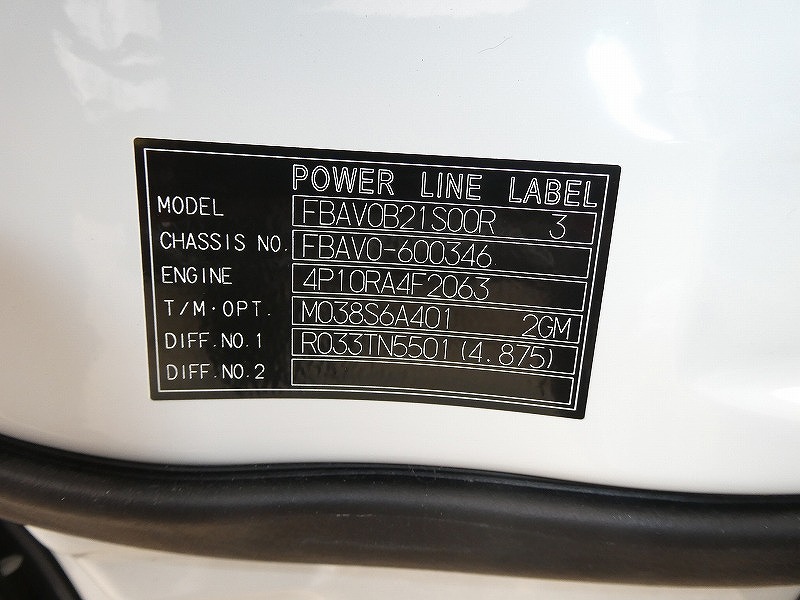 POWER LINE LABEL
MODEL FBAV0B21S00R 3
CHASSIS NO. FBAV0-600346
ENGINE 4P10RA4F2063
T/M·OPT. M038S6A401 2GM
DIFF.NO.1 R033TN5501(4.875)
DIFF.NO.2